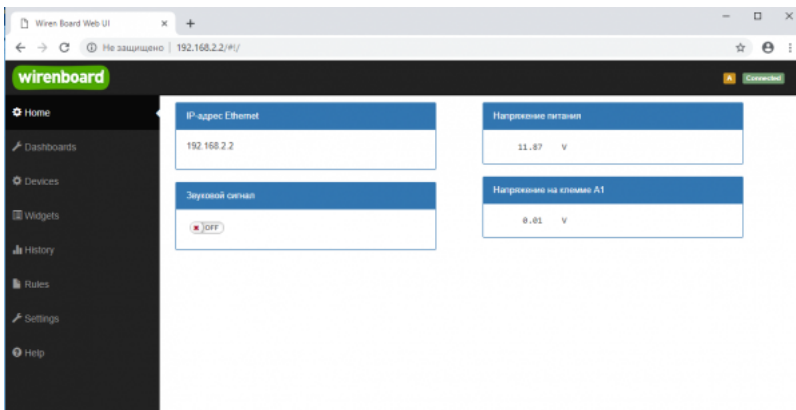 Wiren Board Web UI
Не защищено
192.168.2.2/#!/
wirenboard
A
Connected
Home
Dashboards
Devices
Widgets
History
Rules
Settings
Help
IP-адрес Ethernet
192.168.2.2
Звуковой сигнал
OFF
Напряжение питания
11.87 V
Напряжение на клемме A1
0.01 V